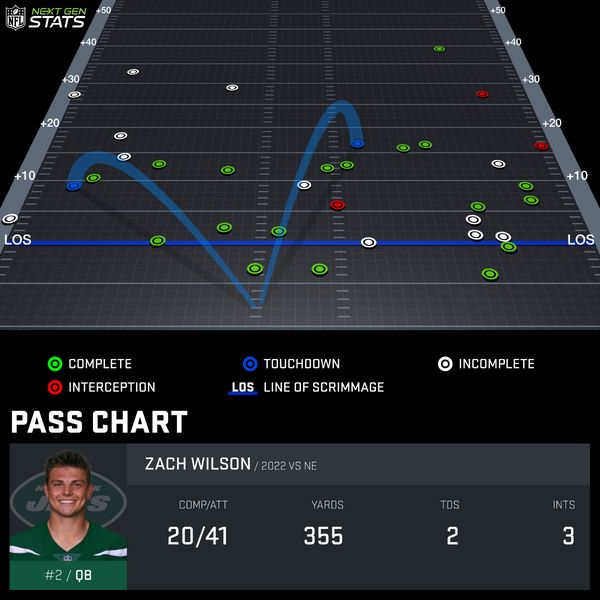 NFL NEXT GEN STATS
+50 +50
+40 +40
+30 +30
+20 +20
+10 +10
LOS LOS
COMPLETE TOUCHDOWN INCOMPLETE
INTERCEPTION LOS LINE OF SCRIMMAGE
PASS CHART
ZACH WILSON / 2022 VS NE
COMP/ATT YARDS TDS INTS
20/41 355 2 3
JETS
#2 / QB